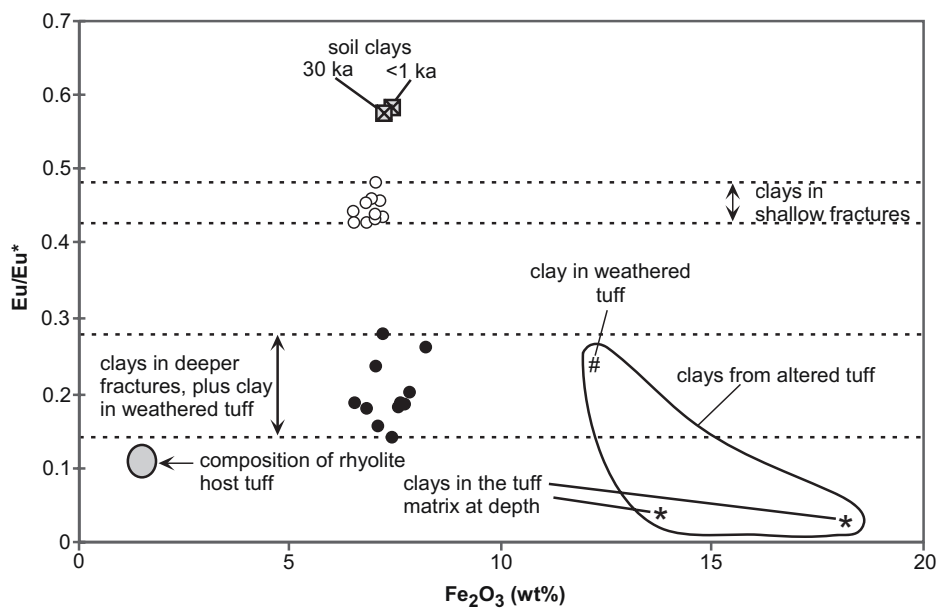 0.7
0.6
0.5
0.4
0.3
0.2
0.1
0
Eu/Eu*
soil clays
30 ka
<1 ka
clays in
shallow fractures
clay in weathered
tuff
#
clays in deeper
fractures, plus clay
in weathered tuff
clays from altered tuff
composition of rhyolite
host tuff
clays in the tuff
matrix at depth
*
*
0
5
10
15
20
Fe₂O₃ (wt%)